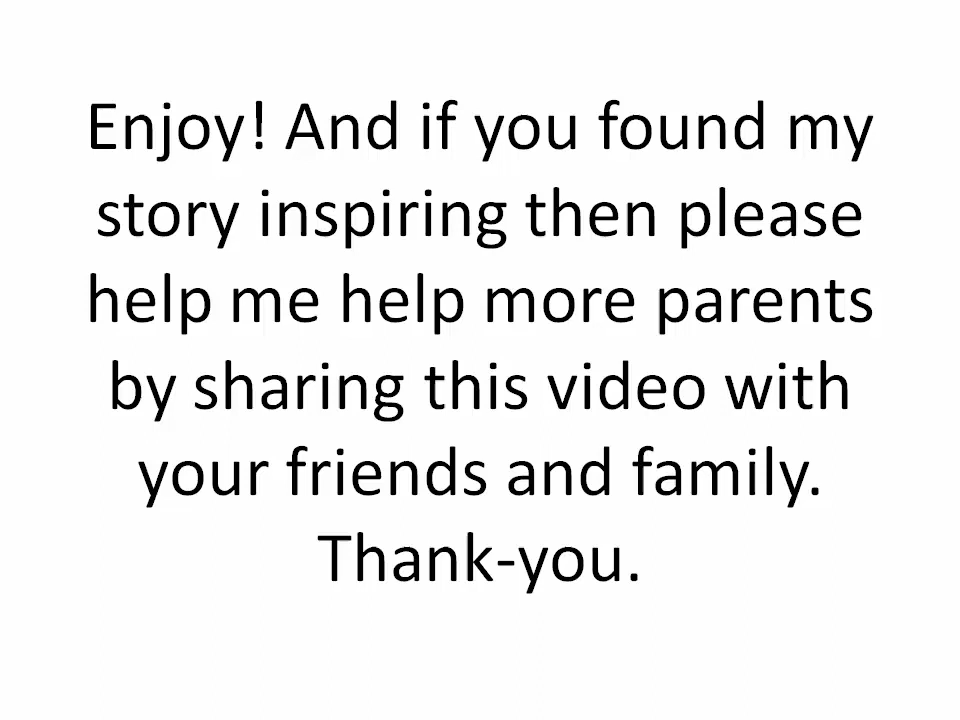 Enjoy! And if you found my
story inspiring then please
help me help more parents
by sharing this video with
your friends and family.
Thank-you.